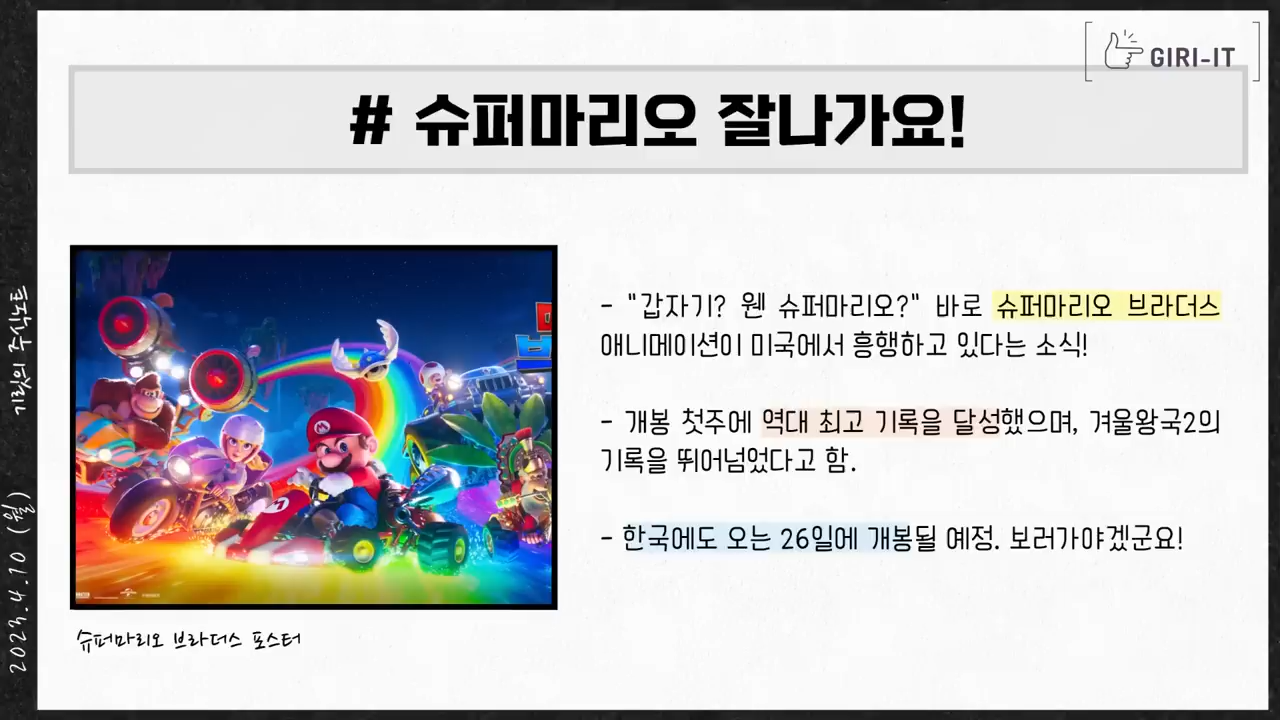 GIRI-IT
# 슈퍼마리오 잘나가요!
- "갑자기? 웬 슈퍼마리오?" 바로 슈퍼마리오 브라더스
애니메이션이 미국에서 흥행하고 있다는 소식!
- 개봉 첫주에 역대 최고 기록을 달성했으며, 겨울왕국2의
기록을 뛰어넘었다고 함.
- 한국에도 오는 26일에 개봉될 예정. 보러가야겠군요!
슈퍼마리오 브라더스 포스터
2023.4.10 (월)
기릿의 주식노트